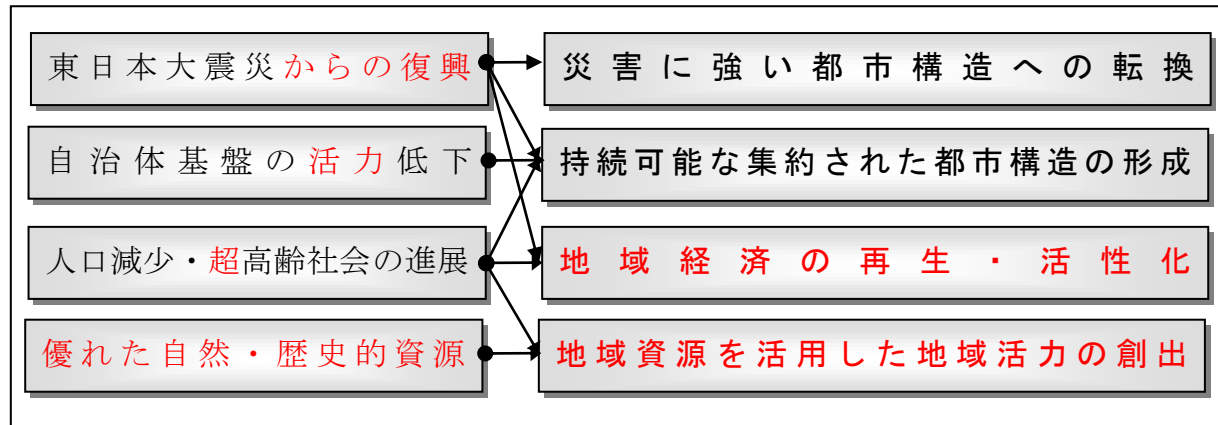 東日本大震災からの復興
災害に強い都市構造への転換
自治体基盤の活力低下
持続可能な集約された都市構造の形成
人口減少・超高齢社会の進展
地域経済の再生・活性化
優れた自然・歴史的資源
地域資源を活用した地域活力の創出